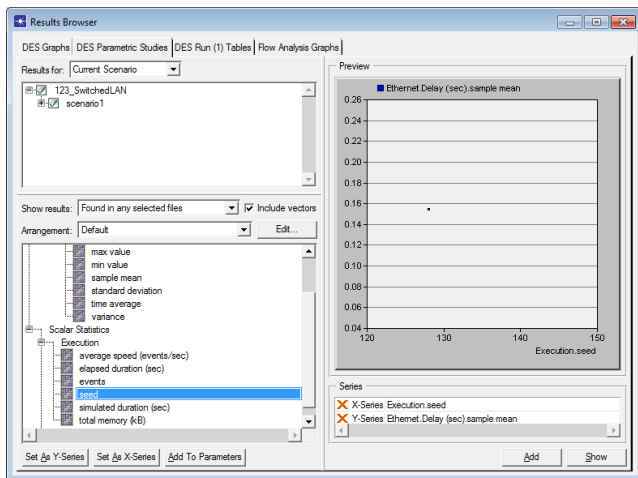 Results Browser
DES Graphs DES Parametric Studies DES Run (1) Tables Flow Analysis Graphs
Results for: Current Scenario
123_SwitchedLAN
scenario1
Show results: Found in any selected files Include vectors
Arrangement: Default Edit...
max value
min value
sample mean
standard deviation
time average
variance
Scalar Statistics
Execution
average speed (events/sec)
elapsed duration (sec)
events
seed
simulated duration (sec)
total memory (kB)
Set As Y-Series Set As X-Series Add To Parameters
Preview
Ethernet.Delay (sec).sample mean
0.26
0.24
0.22
0.20
0.18
0.16
0.14
0.12
0.10
0.08
0.06
0.04
120 130 140 150
Execution.seed
Series
X-Series Execution.seed
Y-Series Ethernet.Delay (sec).sample mean
Add Show